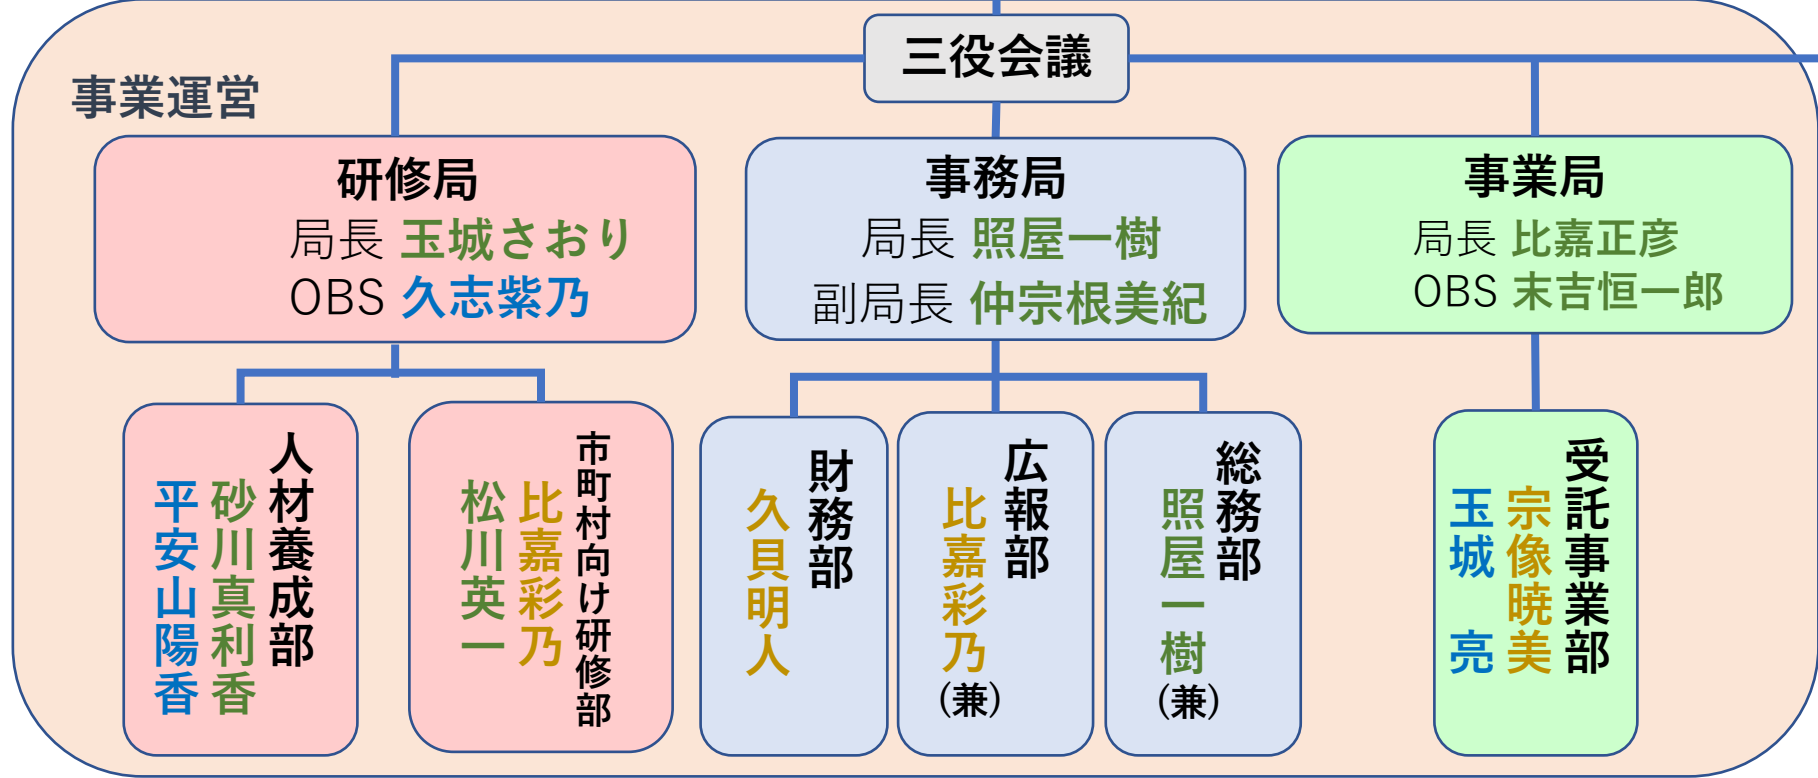 三役会議
事業運営
研修局
局長 玉城さおり
OBS 久志紫乃
事務局
局長 照屋一樹
副局長 仲宗根美紀
事業局
局長 比嘉正彦
OBS 末吉恒一郎
人材養成部
砂川真利香
平安山陽香
市町村向け研修部
比嘉彩乃
松川英一
財務部
久貝明人
広報部
比嘉彩乃(兼)
総務部
照屋一樹(兼)
受託事業部
宗像暁美
玉城 亮